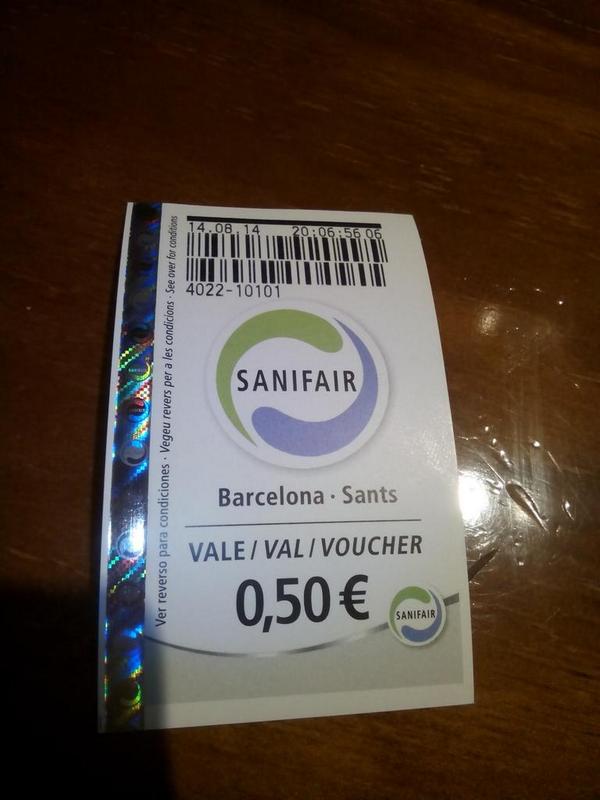 14.08.14 20:06:56 06
4022-10101
SANIFAIR
Barcelona · Sants
VALE / VAL / VOUCHER
0,50 €
SANIFAIR
Ver reverso para condiciones · Vegeu revers per a les condicions · See over for conditions